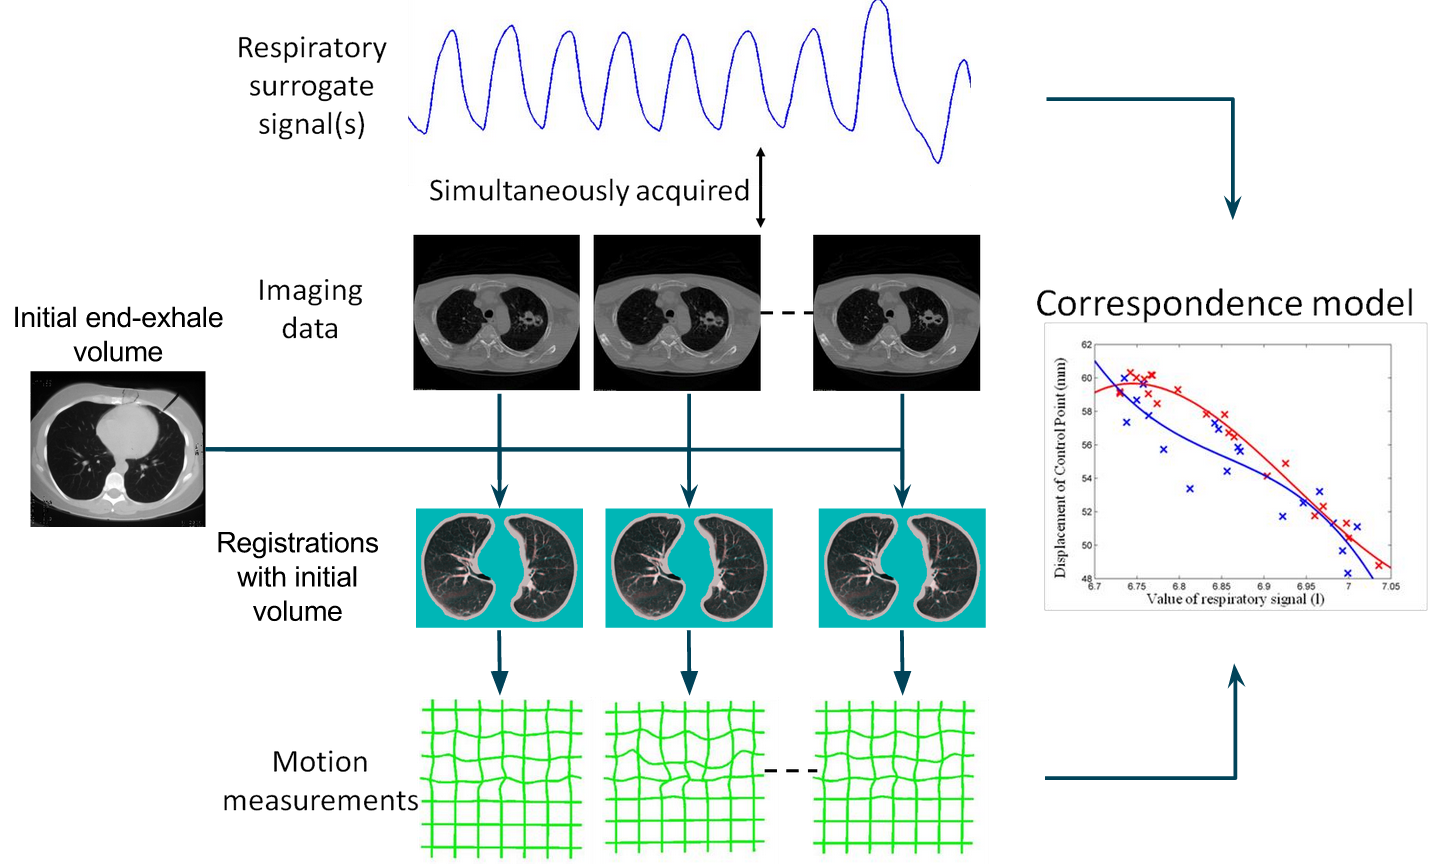 Respiratory
surrogate
signal(s)
Simultaneously acquired
Imaging
data
Initial end-exhale
volume
Registrations
with initial
volume
Motion
measurements
Correspondence model
Displacement of Control Point (mm)
62
60
58
56
54
52
50
48
6.7
6.75
6.8
6.85
6.9
6.95
7
7.05
Value of respiratory signal (l)